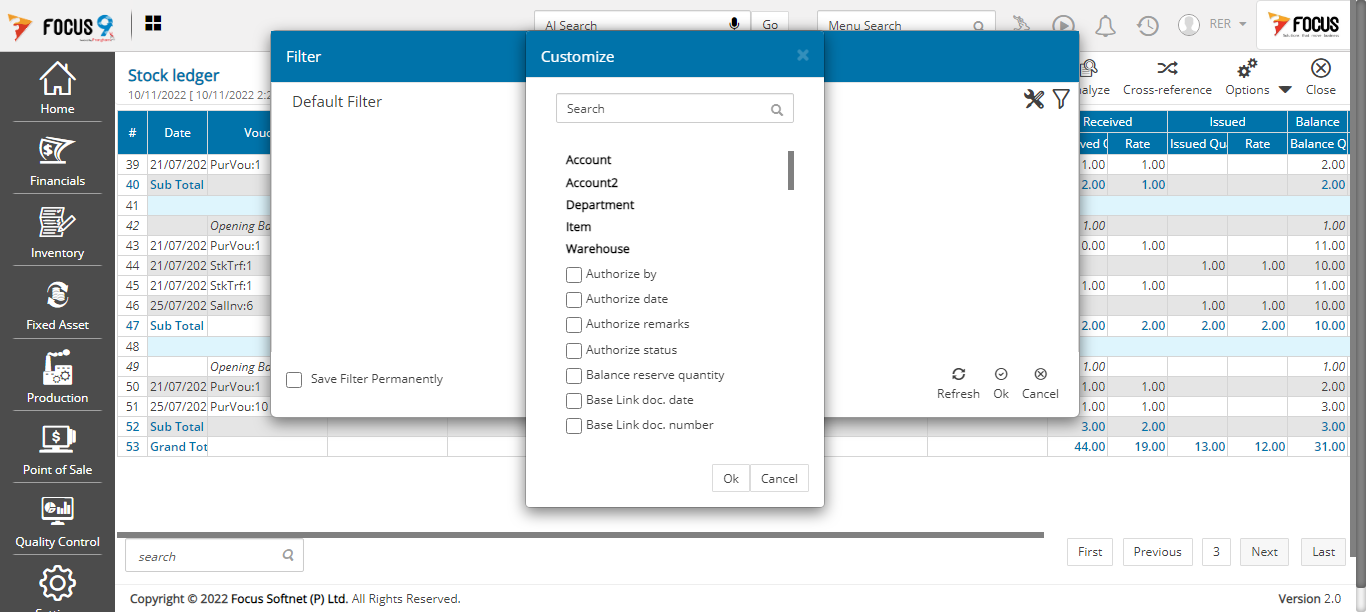 FOCUS 9
AI Search
Go
Menu Search
RER
FOCUS
Home
Financials
Inventory
Fixed Asset
Production
Point of Sale
Quality Control
Stock ledger
10/11/2022 [ 10/11/2022 2:2
Cross-reference
Options
Close
Filter
Default Filter
Save Filter Permanently
Refresh
Ok
Cancel
Customize
Search
Account
Account2
Department
Item
Warehouse
Authorize by
Authorize date
Authorize remarks
Authorize status
Balance reserve quantity
Base Link doc. date
Base Link doc. number
Ok
Cancel
# Date Vouc Received Issued Balance
Rate Issued Qu Rate Balance Q
39 21/07/202 PurVou:1 1.00 1.00 2.00
40 Sub Total 2.00 1.00 2.00
41
42 Opening Ba 1.00 1.00
43 21/07/202 PurVou:1 0.00 1.00 11.00
44 21/07/202 StkTrf:1 1.00 1.00 10.00
45 21/07/202 StkTrf:1 1.00 1.00 11.00
46 25/07/202 SalInv:6 1.00 1.00 10.00
47 Sub Total 2.00 2.00 2.00 2.00 10.00
48
49 Opening Ba 1.00 1.00
50 21/07/202 PurVou:1 1.00 1.00 2.00
51 25/07/202 PurVou:10 1.00 1.00 3.00
52 Sub Total 3.00 2.00 3.00
53 Grand Tot 44.00 19.00 13.00 12.00 31.00
search
First
Previous
3
Next
Last
Copyright © 2022 Focus Softnet (P) Ltd. All Rights Reserved.
Version 2.0